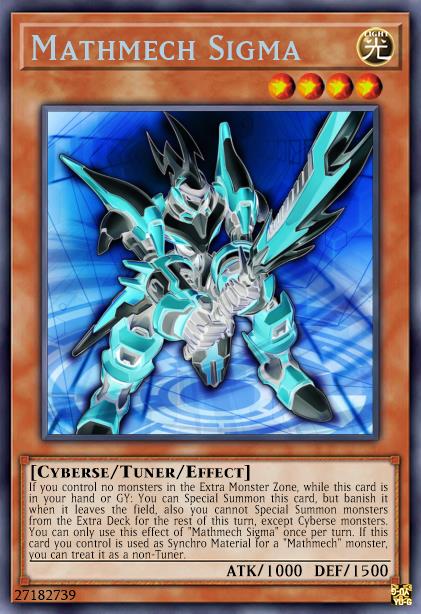 MATHMECH SIGMA
LIGHT
光
[CYBERSE/TUNER/EFFECT]
If you control no monsters in the Extra Monster Zone, while this card is
in your hand or GY: You can Special Summon this card, but banish it
when it leaves the field, also you cannot Special Summon monsters
from the Extra Deck for the rest of this turn, except Cyberse monsters.
You can only use this effect of "Mathmech Sigma" once per turn. If this
card you control is used as Synchro Material for a "Mathmech" monster,
you can treat it as a non-Tuner.
ATK/1000 DEF/1500
27182739